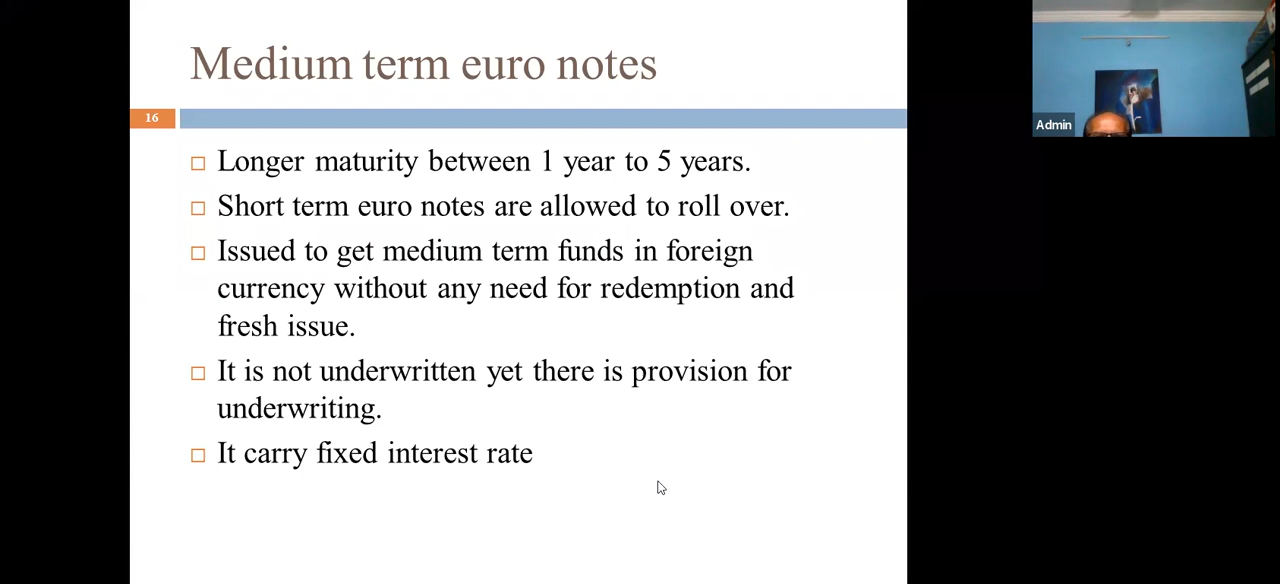 Medium term euro notes
16
Longer maturity between 1 year to 5 years.
Short term euro notes are allowed to roll over.
Issued to get medium term funds in foreign
currency without any need for redemption and
fresh issue.
It is not underwritten yet there is provision for
underwriting.
It carry fixed interest rate
Admin